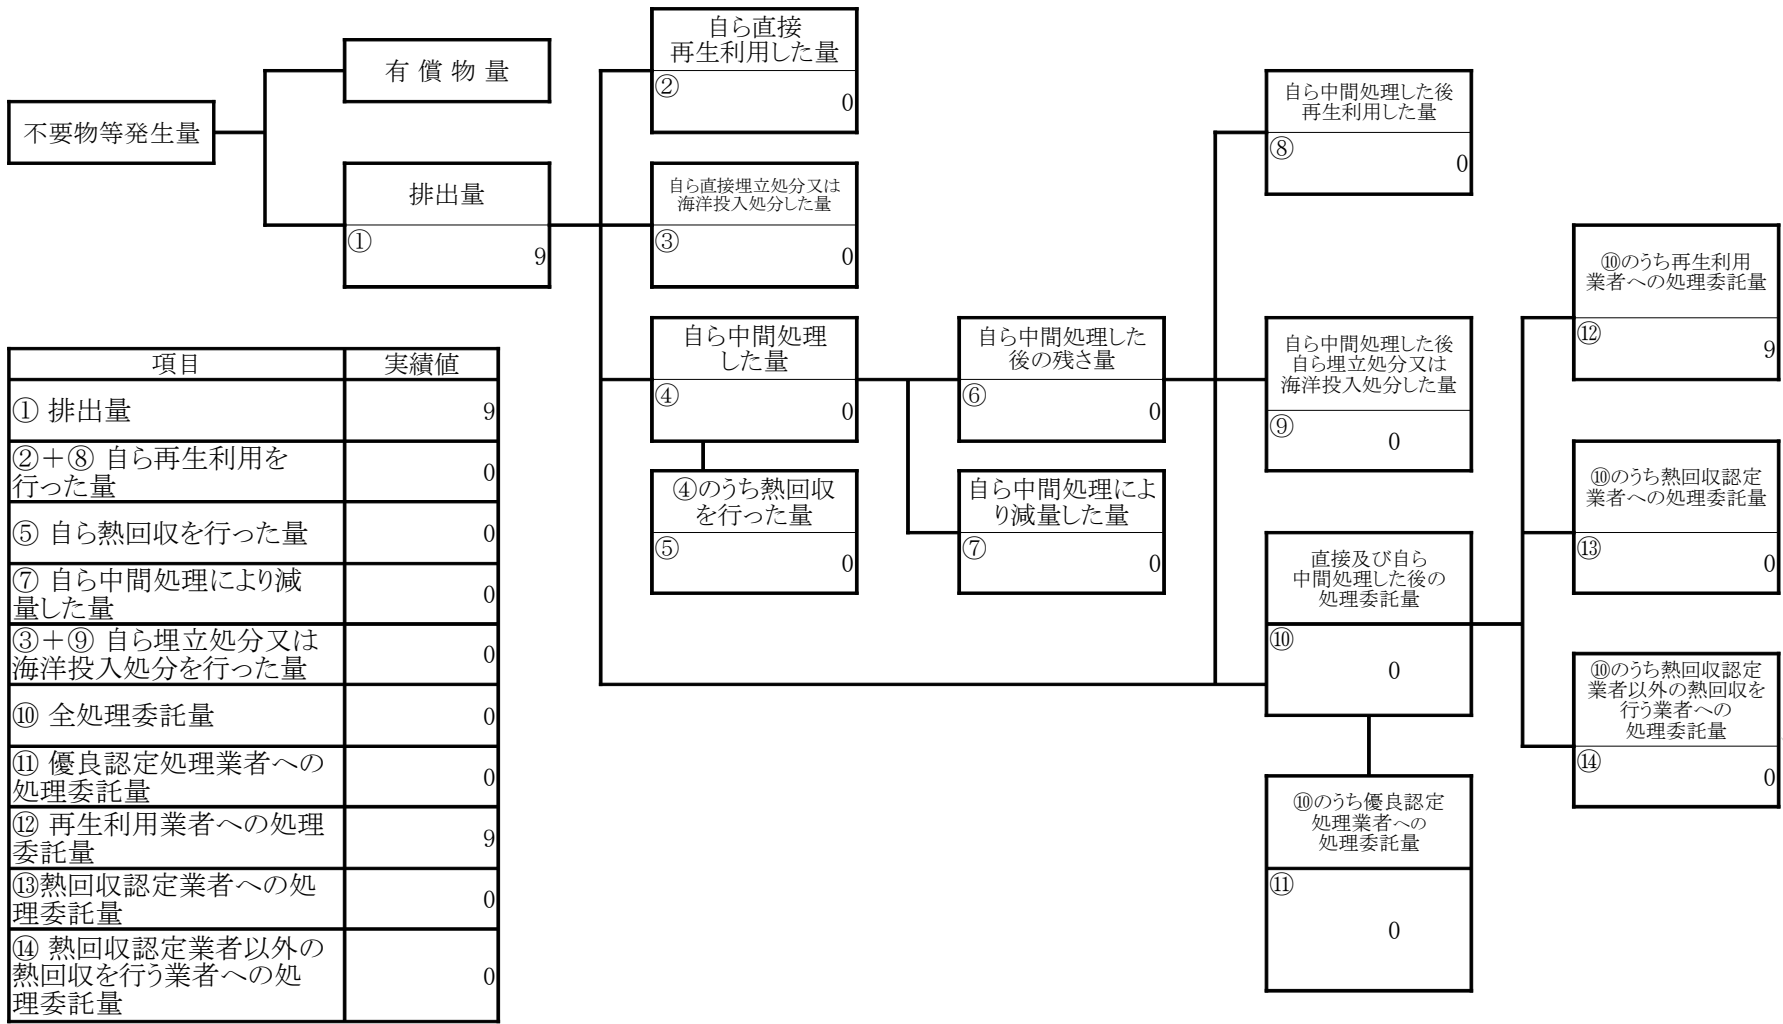 不要物等発生量
有 償 物 量
排出量
①
9
自ら直接
再生利用した量
②
0
自ら直接埋立処分又は
海洋投入処分した量
③
0
自ら中間処理
した量
④
0
④のうち熱回収
を行った量
⑤
0
自ら中間処理した
後の残さ量
⑥
0
自ら中間処理によ
り減量した量
⑦
0
自ら中間処理した後
再生利用した量
⑧
0
自ら中間処理した後
自ら埋立処分又は
海洋投入処分した量
⑨
0
直接及び自ら
中間処理した後の
処理委託量
⑩
0
⑩のうち優良認定
処理業者への
処理委託量
⑪
0
⑩のうち再生利用
業者への処理委託量
⑫
9
⑩のうち熱回収認定
業者への処理委託量
⑬
0
⑩のうち熱回収認定
業者以外の熱回収を
行う業者への
処理委託量
⑭
0
項目 実績値
① 排出量 9
②＋⑧ 自ら再生利用を
行った量 0
⑤ 自ら熱回収を行った量 0
⑦ 自ら中間処理により減
量した量 0
③＋⑨ 自ら埋立処分又は
海洋投入処分を行った量 0
⑩ 全処理委託量 0
⑪ 優良認定処理業者への
処理委託量 0
⑫ 再生利用業者への処理
委託量 9
⑬熱回収認定業者への処
理委託量 0
⑭ 熱回収認定業者以外の
熱回収を行う業者への処
理委託量 0